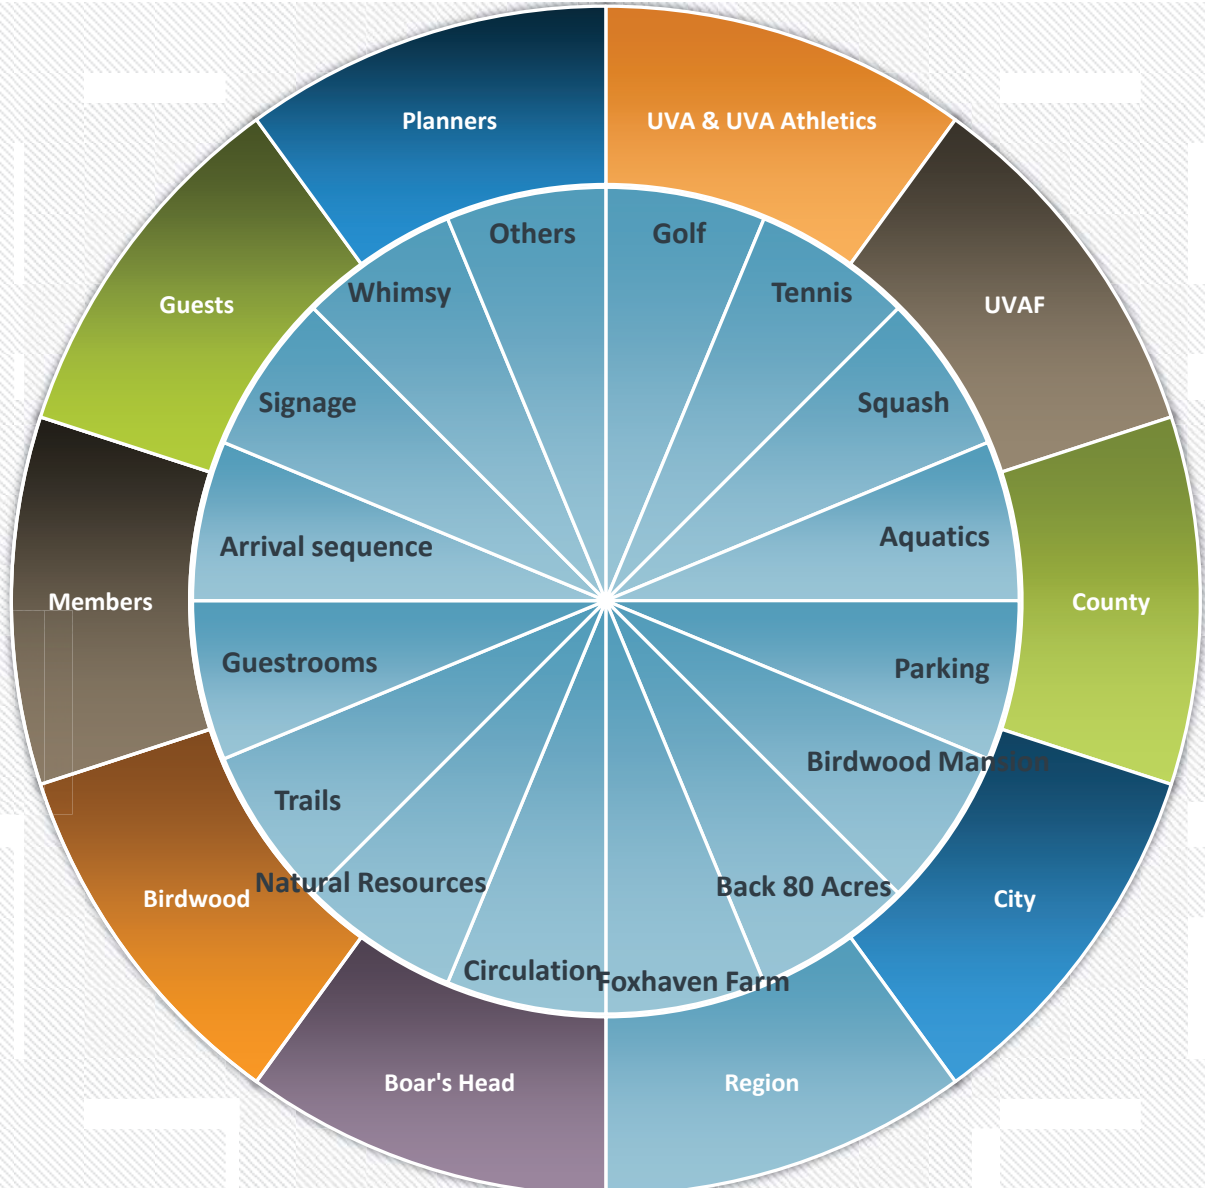 Planners
UVA & UVA Athletics
Others
Golf
Whimsy
Tennis
Guests
UVAF
Signage
Squash
Aquatics
Arrival sequence
Members
County
Guestrooms
Parking
Birdwood Mansion
Trails
Natural Resources
Back 80 Acres
Birdwood
City
Circulation
Foxhaven Farm
Boar's Head
Region